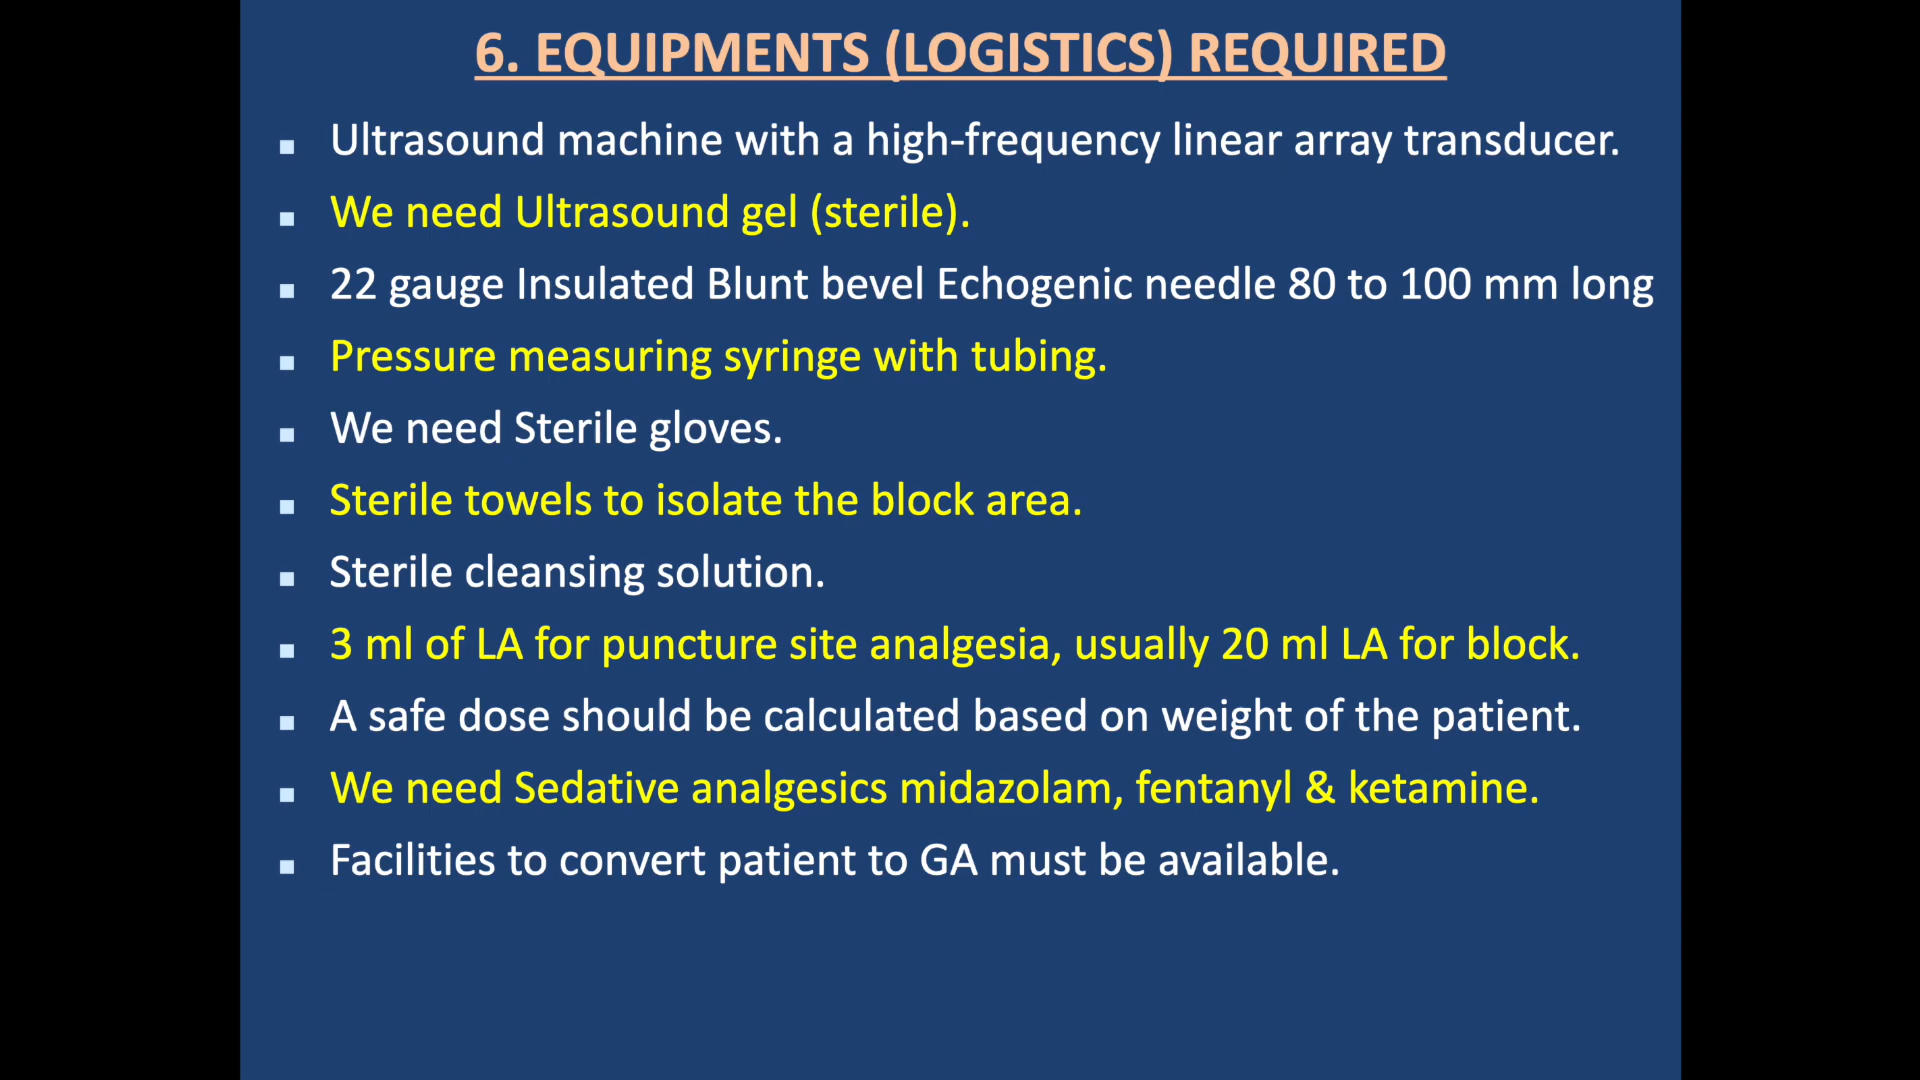 6. EQUIPMENTS (LOGISTICS) REQUIRED
Ultrasound machine with a high-frequency linear array transducer.
We need Ultrasound gel (sterile).
22 gauge Insulated Blunt bevel Echogenic needle 80 to 100 mm long
Pressure measuring syringe with tubing.
We need Sterile gloves.
Sterile towels to isolate the block area.
Sterile cleansing solution.
3 ml of LA for puncture site analgesia, usually 20 ml LA for block.
A safe dose should be calculated based on weight of the patient.
We need Sedative analgesics midazolam, fentanyl & ketamine.
Facilities to convert patient to GA must be available.